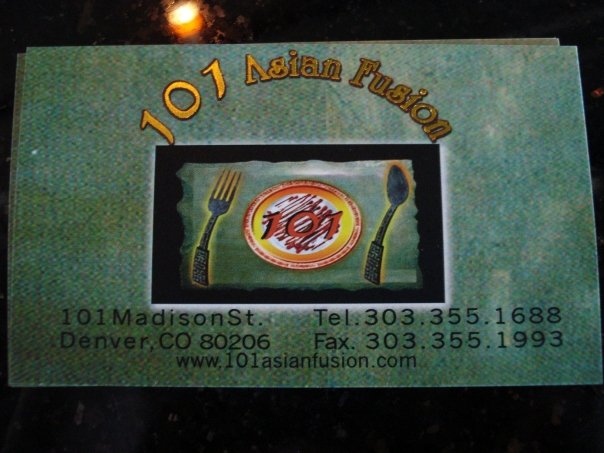 101 Asian Fusion
101
101MadisonSt. Tel.303.355.1688
Denver,CO 80206 Fax. 303.355.1993
www.101asianfusion.com